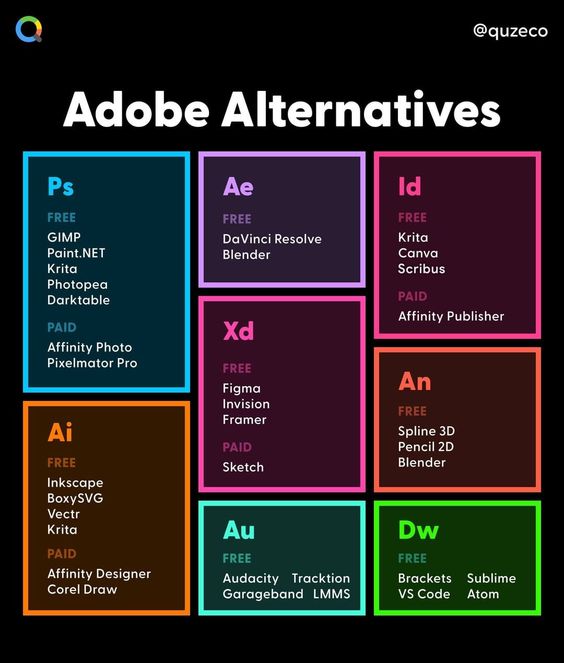 @quzeco
Adobe Alternatives
Ps
FREE
GIMP
Paint.NET
Krita
Photopea
Darktable
PAID
Affinity Photo
Pixelmator Pro
Ai
FREE
Inkscape
BoxySVG
Vectr
Krita
PAID
Affinity Designer
Corel Draw
Ae
FREE
DaVinci Resolve
Blender
Xd
FREE
Figma
Invision
Framer
PAID
Sketch
Au
FREE
Audacity Tracktion
Garageband LMMS
Id
FREE
Krita
Canva
Scribus
PAID
Affinity Publisher
An
FREE
Spline 3D
Pencil 2D
Blender
Dw
FREE
Brackets Sublime
VS Code Atom